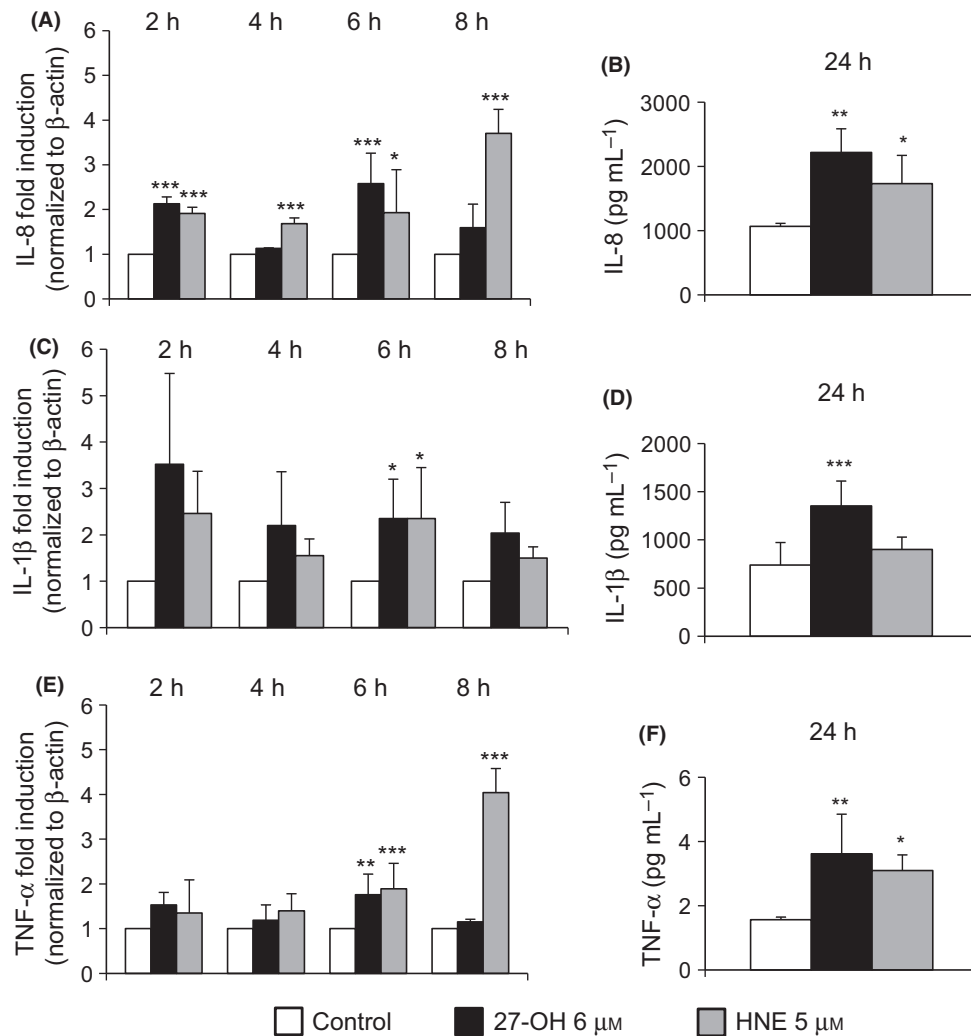 (A)
2 h 4 h 6 h 8 h
IL-8 fold induction
(normalized to β-actin)
6
5
4
3
2
1
0
*** ***
***
*** *
***
(B)
24 h
IL-8 (pg mL−1)
3000
2000
1000
0
** *
(C)
2 h 4 h 6 h 8 h
IL-1β fold induction
(normalized to β-actin)
6
5
4
3
2
1
0
* *
(D)
24 h
IL-1β (pg mL−1)
2000
1500
1000
500
0
***
(E)
2 h 4 h 6 h 8 h
TNF-α fold induction
(normalized to β-actin)
6
5
4
3
2
1
0
** ***
***
(F)
24 h
TNF-α (pg mL−1)
6
4
2
0
** *
Control 27-OH 6 μM HNE 5 μM